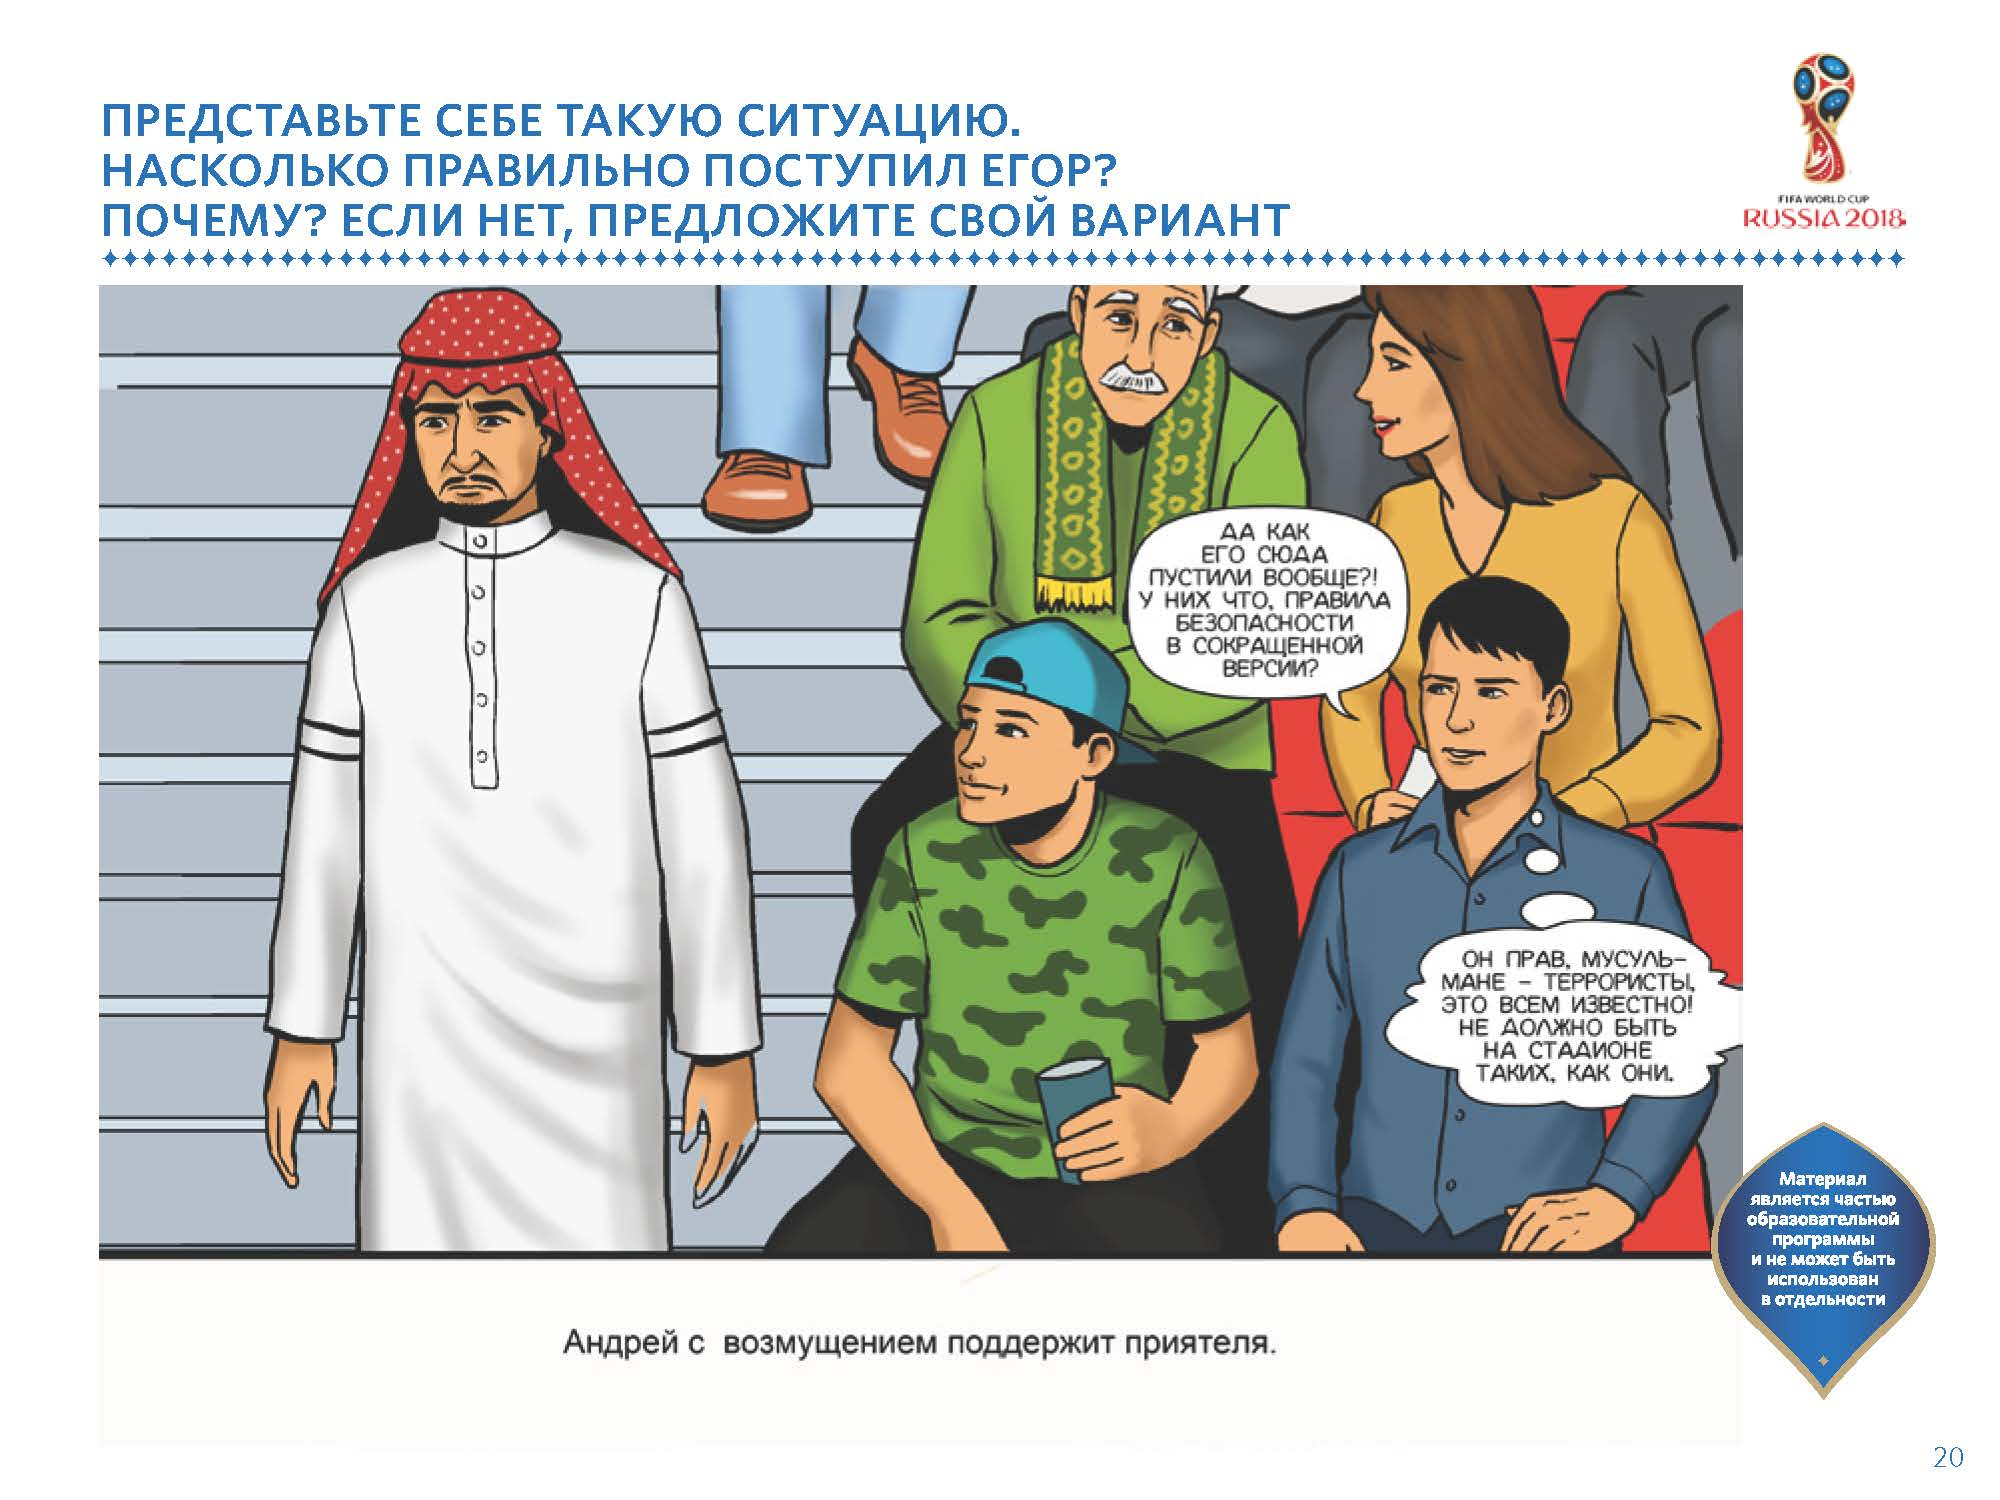 ПРЕДСТАВЬТЕ СЕБЕ ТАКУЮ СИТУАЦИЮ.
НАСКОЛЬКО ПРАВИЛЬНО ПОСТУПИЛ ЕГОР?
ПОЧЕМУ? ЕСЛИ НЕТ, ПРЕДЛОЖИТЕ СВОЙ ВАРИАНТ
FIFA WORLD CUP
RUSSIA 2018
ДА КАК
ЕГО СЮДА
ПУСТИЛИ ВООБЩЕ?!
У НИХ ЧТО, ПРАВИЛА
БЕЗОПАСНОСТИ
В СОКРАЩЕННОЙ
ВЕРСИИ?
ОН ПРАВ, МУСУЛЬ-
МАНЕ – ТЕРРОРИСТЫ,
ЭТО ВСЕМ ИЗВЕСТНО!
НЕ ДОЛЖНО БЫТЬ
НА СТАДИОНЕ
ТАКИХ, КАК ОНИ.
Материал
является частью
образовательной
программы
и не может быть
использован
в отдельности
Андрей с возмущением поддержит приятеля.
20